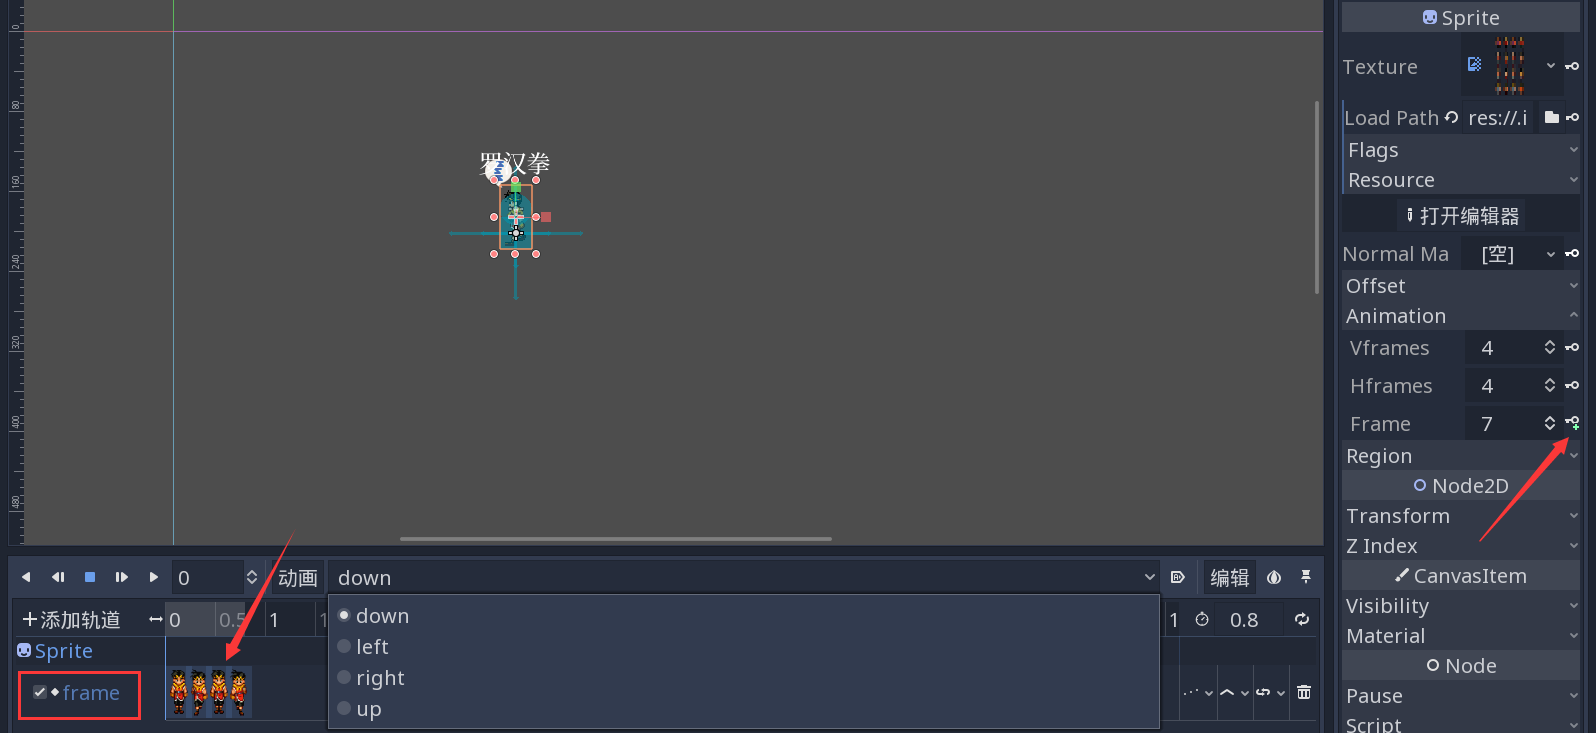 0
80
160
240
320
400
480
罗汉拳
Sprite
Texture
Load Path res://.i
Flags
Resource
打开编辑器
Normal Ma [空]
Offset
Animation
Vframes 4
Hframes 4
Frame 7
Region
Node2D
Transform
Z Index
CanvasItem
Visibility
Material
Node
Pause
Script
0 动画 down 编辑
添加轨道 0 0.5 1 1 1 0.8
Sprite
frame
down
left
right
up